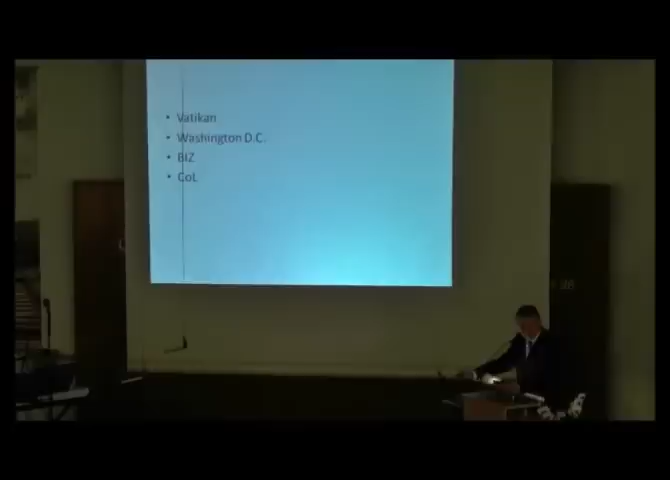 • Vatikan
• Washington D.C.
• BIZ
• CoL